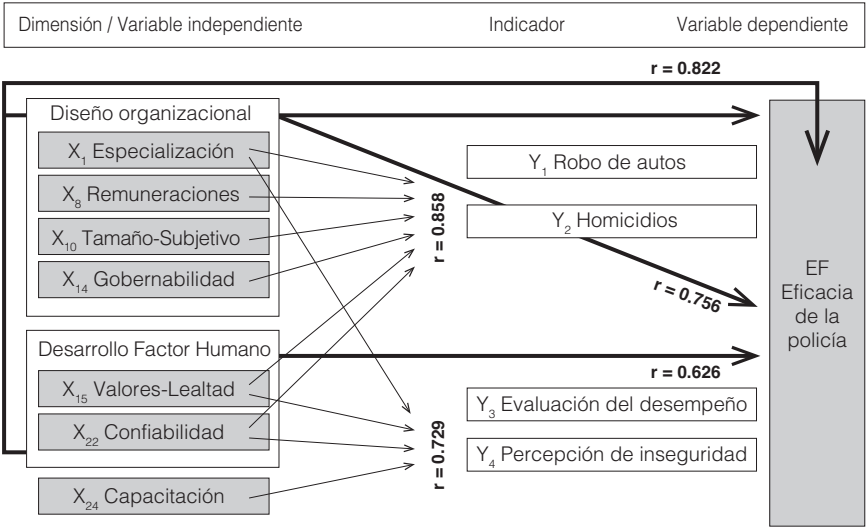 Dimensión / Variable independiente Indicador Variable dependiente
r = 0.822
Diseño organizacional
X₁ Especialización
X₈ Remuneraciones
X₁₀ Tamaño-Subjetivo
X₁₄ Gobernabilidad
r = 0.858
Y₁ Robo de autos
Y₂ Homicidios
r = 0.756
EF
Eficacia
de la
policía
Desarrollo Factor Humano
X₁₅ Valores-Lealtad
X₂₂ Confiabilidad
X₂₄ Capacitación
r = 0.626
r = 0.729
Y₃ Evaluación del desempeño
Y₄ Percepción de inseguridad